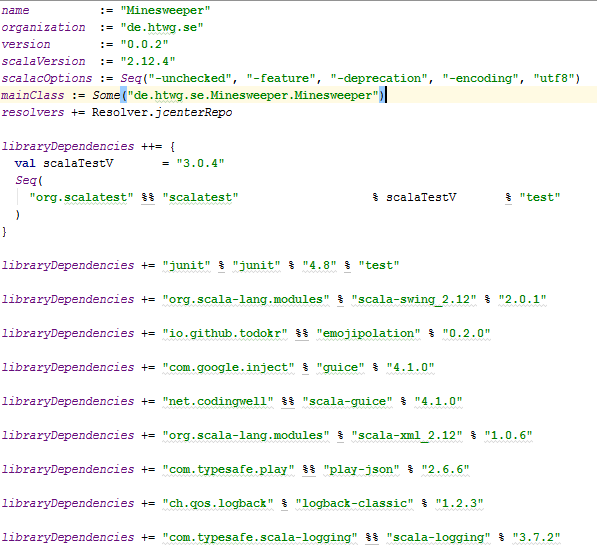 name          := "Minesweeper"
organization  := "de.htwg.se"
version       := "0.0.2"
scalaVersion  := "2.12.4"
scalacOptions := Seq("-unchecked", "-feature", "-deprecation", "-encoding", "utf8")
mainClass := Some("de.htwg.se.Minesweeper.Minesweeper")
resolvers += Resolver.jcenterRepo
libraryDependencies ++= {
  val scalaTestV       = "3.0.4"
  Seq(
    "org.scalatest" %% "scalatest"                   % scalaTestV       % "test"
  )
}
libraryDependencies += "junit" % "junit" % "4.8" % "test"
libraryDependencies += "org.scala-lang.modules" % "scala-swing_2.12" % "2.0.1"
libraryDependencies += "io.github.todokr" %% "emojipolation" % "0.2.0"
libraryDependencies += "com.google.inject" % "guice" % "4.1.0"
libraryDependencies += "net.codingwell" %% "scala-guice" % "4.1.0"
libraryDependencies += "org.scala-lang.modules" % "scala-xml_2.12" % "1.0.6"
libraryDependencies += "com.typesafe.play" %% "play-json" % "2.6.6"
libraryDependencies += "ch.qos.logback" % "logback-classic" % "1.2.3"
libraryDependencies += "com.typesafe.scala-logging" %% "scala-logging" % "3.7.2"